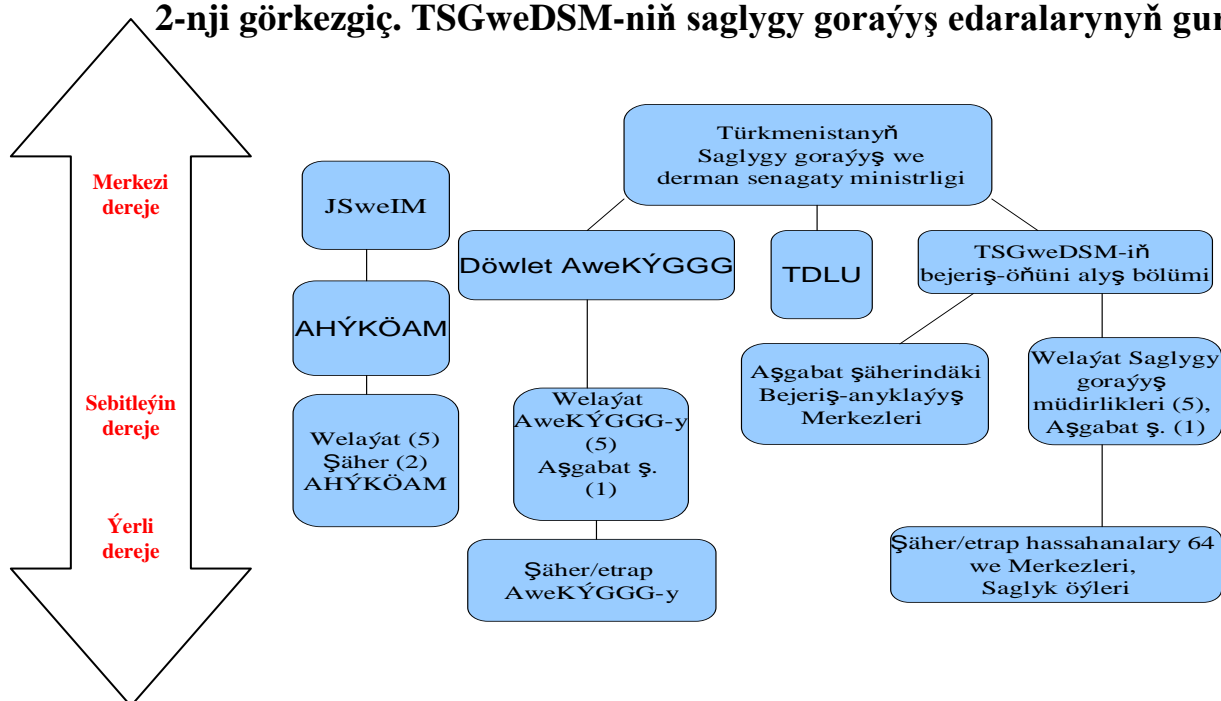 2-nji görkezgiç. TSGweDSM-niň saglygy goraýyş edaralarynyň
Merkezi
dereje
Sebitleýin
dereje
Ýerli
dereje
Türkmenistanyň
Saglygy goraýyş we
derman senagaty ministrligi
JSweIM
Döwlet AweKÝGGG
TDLU
TSGweDSM-iň
bejeriş-öňüni alyş bölümi
AHÝKÖAM
Aşgabat şäherindäki
Bejeriş-anyklaýyş
Merkezleri
Welaýat Saglygy
goraýyş
müdirlikleri (5),
Aşgabat ş. (1)
Welaýat (5)
Şäher (2)
AHÝKÖAM
Welaýat
AweKÝGGG-y
(5)
Aşgabat ş.
(1)
Şäher/etrap
AweKÝGGG-y
Şäher/etrap hassahanalary 64
we Merkezleri,
Saglyk öýleri